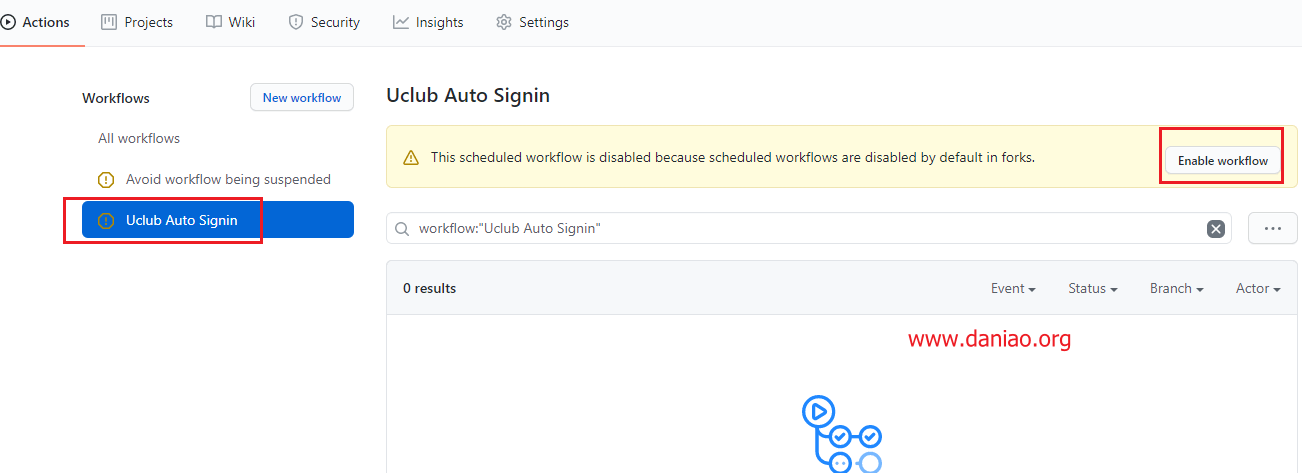 Actions Projects Wiki Security Insights Settings
Workflows
New workflow
All workflows
Avoid workflow being suspended
Uclub Auto Signin
Uclub Auto Signin
This scheduled workflow is disabled because scheduled workflows are disabled by default in forks.
Enable workflow
workflow:"Uclub Auto Signin"
0 results
Event Status Branch Actor
www.daniao.org